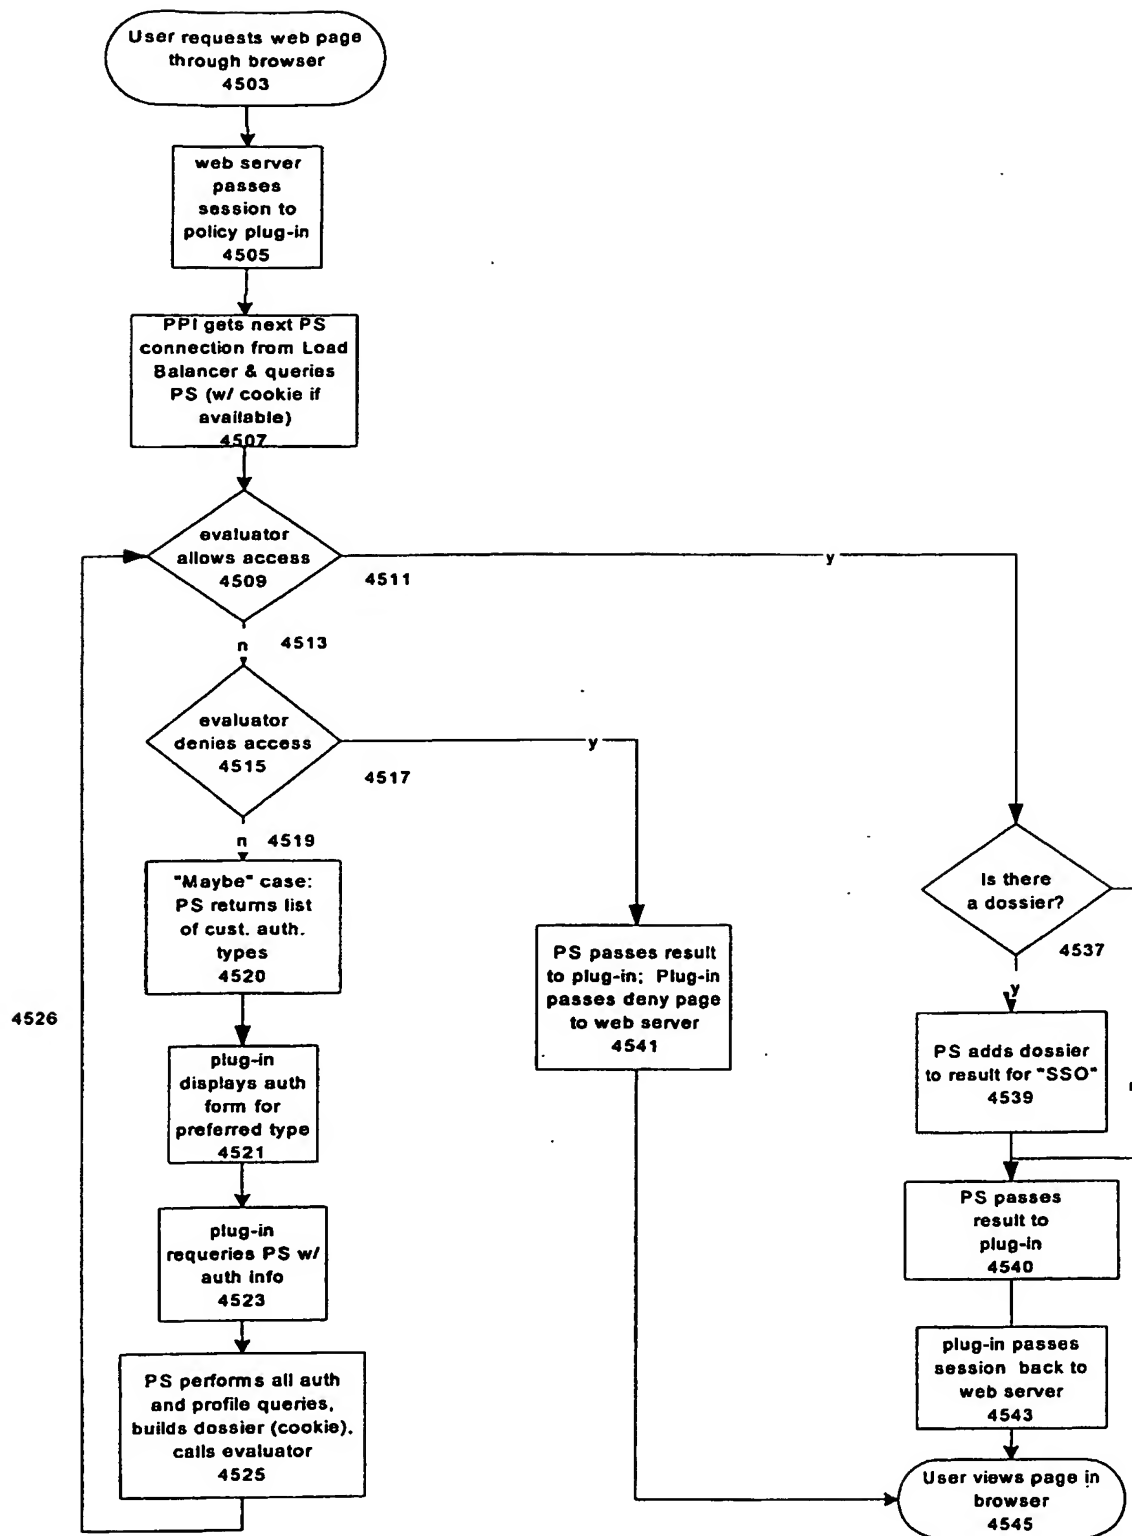 User requests web page
through browser
4503
web server
passes
session to
policy plug-in
4505
PPI gets next PS
connection from Load
Balancer & queries
PS (w/ cookie if
available)
4507
evaluator
allows access
4509
4511
y
n
4513
evaluator
denies access
4515
4517
y
n
4519
"Maybe" case:
PS returns list
of cust. auth.
types
4520
plug-in
displays auth
form for
preferred type
4521
plug-in
requeries PS w/
auth info
4523
PS performs all auth
and profile queries,
builds dossier (cookie),
calls evaluator
4525
4526
PS passes result
to plug-in; Plug-in
passes deny page
to web server
4541
Is there
a dossier?
4537
y
PS adds dossier
to result for "SSO"
4539
PS passes
result to
plug-in
4540
plug-in passes
session back to
web server
4543
User views page in
browser
4545